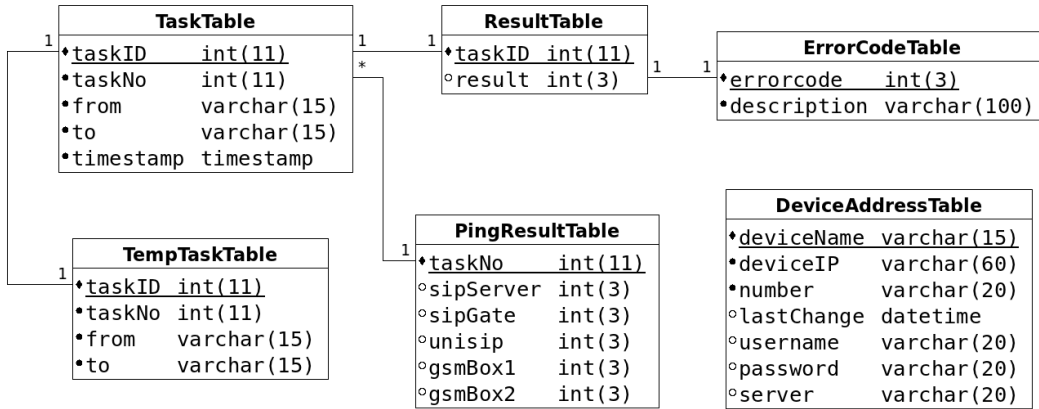 TaskTable
1 taskID int(11) 1
taskNo int(11) *
from varchar(15)
to varchar(15)
timestamp timestamp
ResultTable
1 taskID int(11)
result int(3) 1
ErrorCodeTable
1 errorcode int(3)
description varchar(100)
TempTaskTable
1 taskID int(11)
taskNo int(11)
from varchar(15)
to varchar(15)
PingResultTable
1 taskNo int(11)
sipServer int(3)
sipGate int(3)
unisip int(3)
gsmBox1 int(3)
gsmBox2 int(3)
DeviceAddressTable
deviceName varchar(15)
deviceIP varchar(60)
number varchar(20)
lastChange datetime
username varchar(20)
password varchar(20)
server varchar(20)